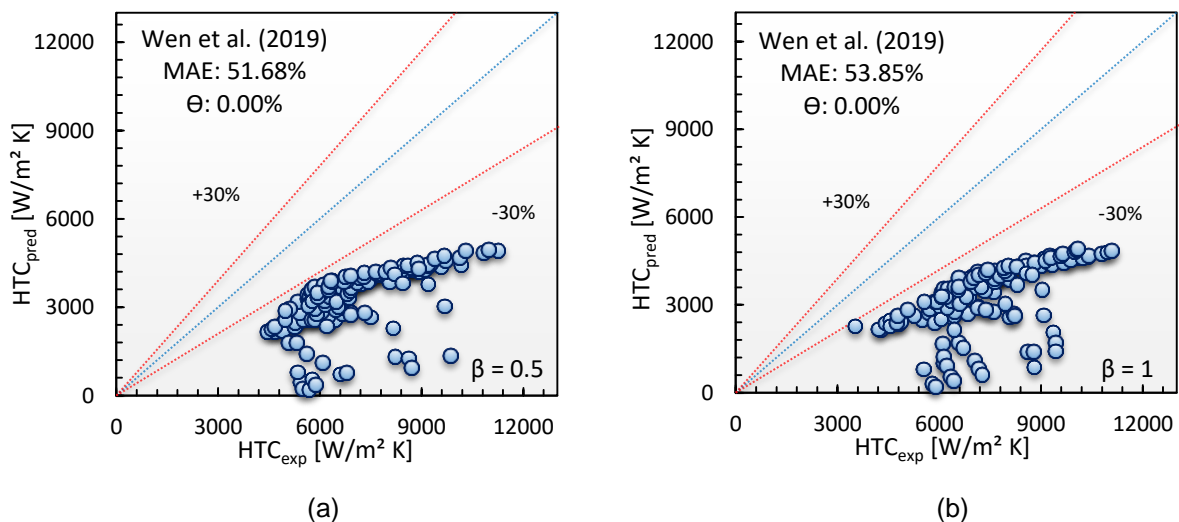 Wen et al. (2019)
MAE: 51.68%
Ө: 0.00%
+30%
-30%
β = 0.5
HTCpred [W/m² K]
13000
12000
9000
6000
3000
0
0
3000
6000
9000
12000
HTCexp [W/m² K]
(a)
Wen et al. (2019)
MAE: 53.85%
Ө: 0.00%
+30%
-30%
β = 1
HTCpred [W/m² K]
12000
9000
6000
3000
0
0
3000
6000
9000
12000
HTCexp [W/m² K]
(b)